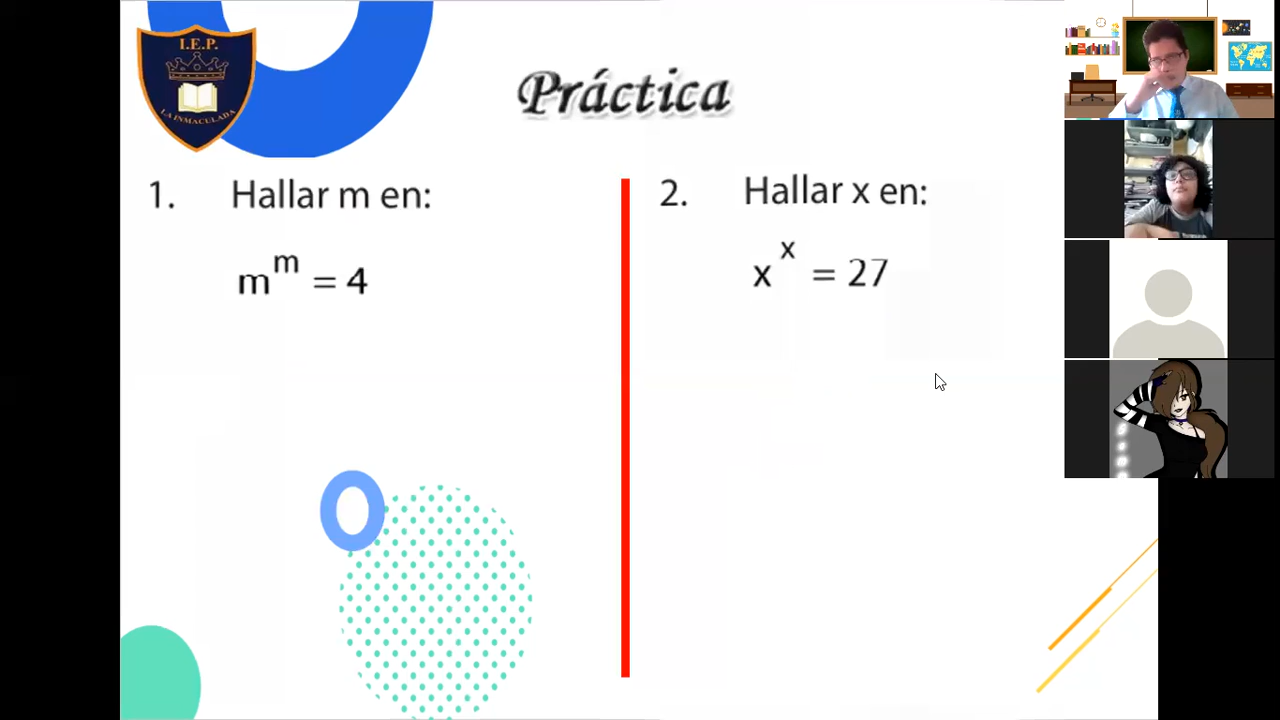 I.E.P.
LA INMACULADA
Práctica
1. Hallar m en:
m^m = 4
2. Hallar x en:
x^x = 27